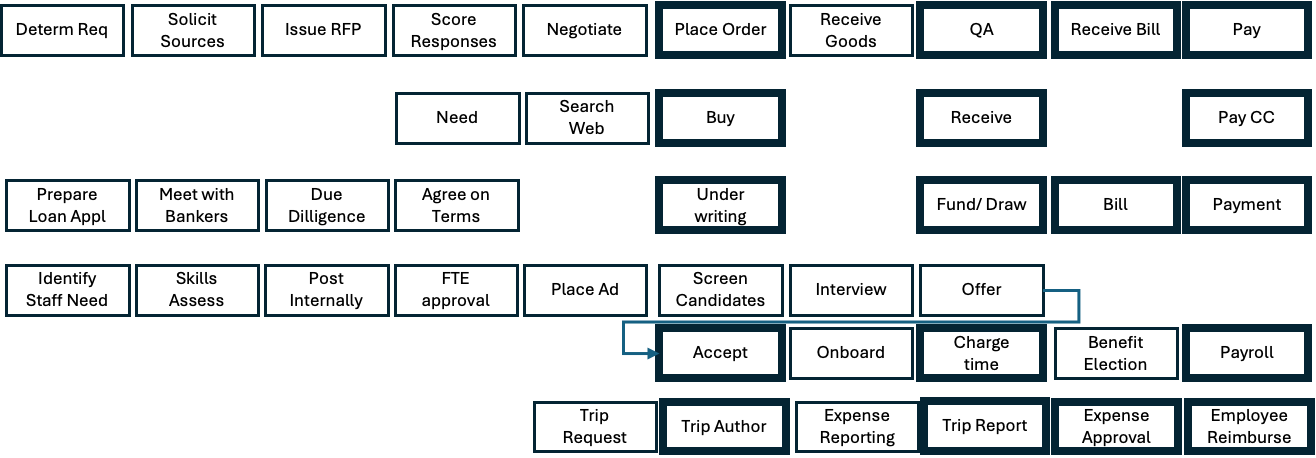 Determ Req
Solicit
Sources
Issue RFP
Score
Responses
Negotiate
Place Order
Receive
Goods
QA
Receive Bill
Pay
Need
Search
Web
Buy
Receive
Pay CC
Prepare
Loan Appl
Meet with
Bankers
Due
Dilligence
Agree on
Terms
Under
writing
Fund/ Draw
Bill
Payment
Identify
Staff Need
Skills
Assess
Post
Internally
FTE
approval
Place Ad
Screen
Candidates
Interview
Offer
Accept
Onboard
Charge
time
Benefit
Election
Payroll
Trip
Request
Trip Author
Expense
Reporting
Trip Report
Expense
Approval
Employee
Reimburse